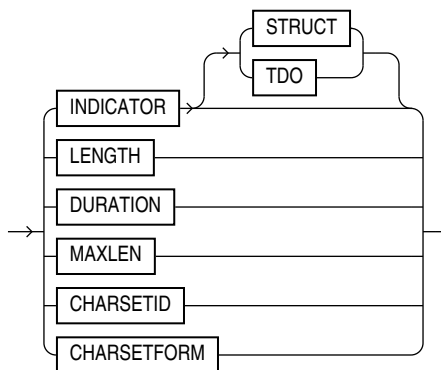 STRUCT
TDO
INDICATOR
LENGTH
DURATION
MAXLEN
CHARSETID
CHARSETFORM